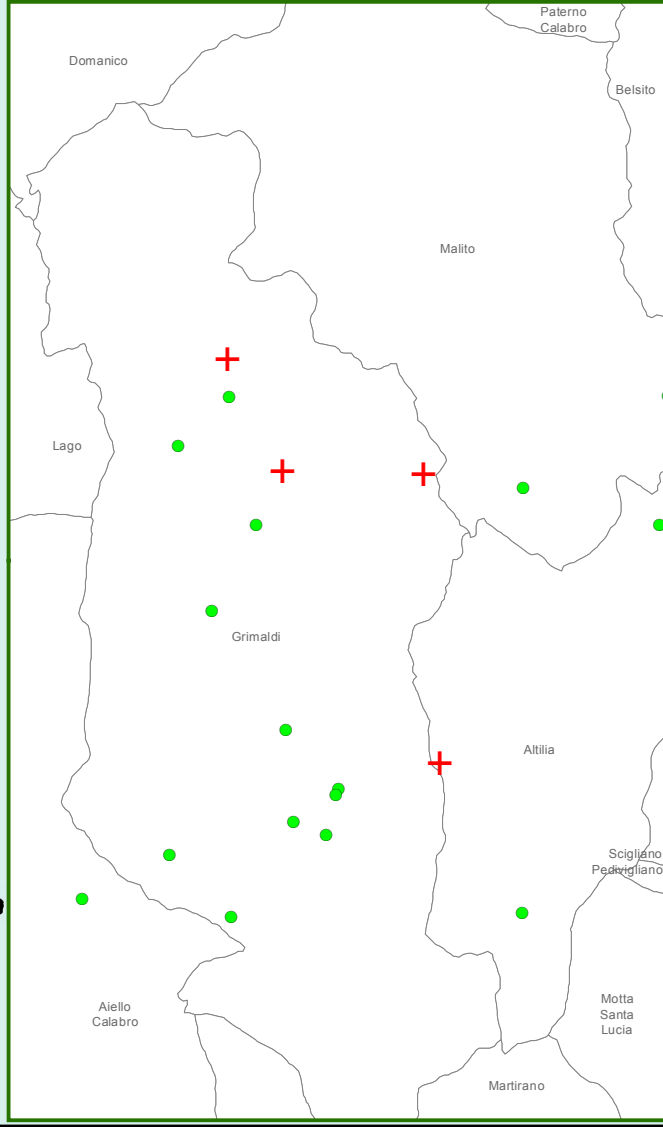 Paterno
Calabro
Domanico
Belsito
Malito
Lago
Grimaldi
Altilia
Scigliano
Pedivigliano
Aiello
Calabro
Motta
Santa
Lucia
Martirano